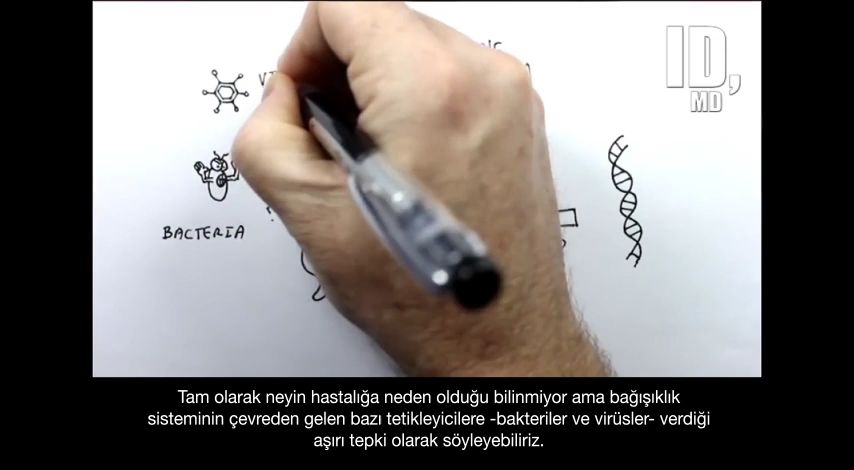 ID,
MD
BACTERIA
Tam olarak neyin hastalığa neden olduğu bilinmiyor ama bağışıklık
sisteminin çevreden gelen bazı tetikleyicilere -bakteriler ve virüsler- verdiği
aşırı tepki olarak söyleyebiliriz.